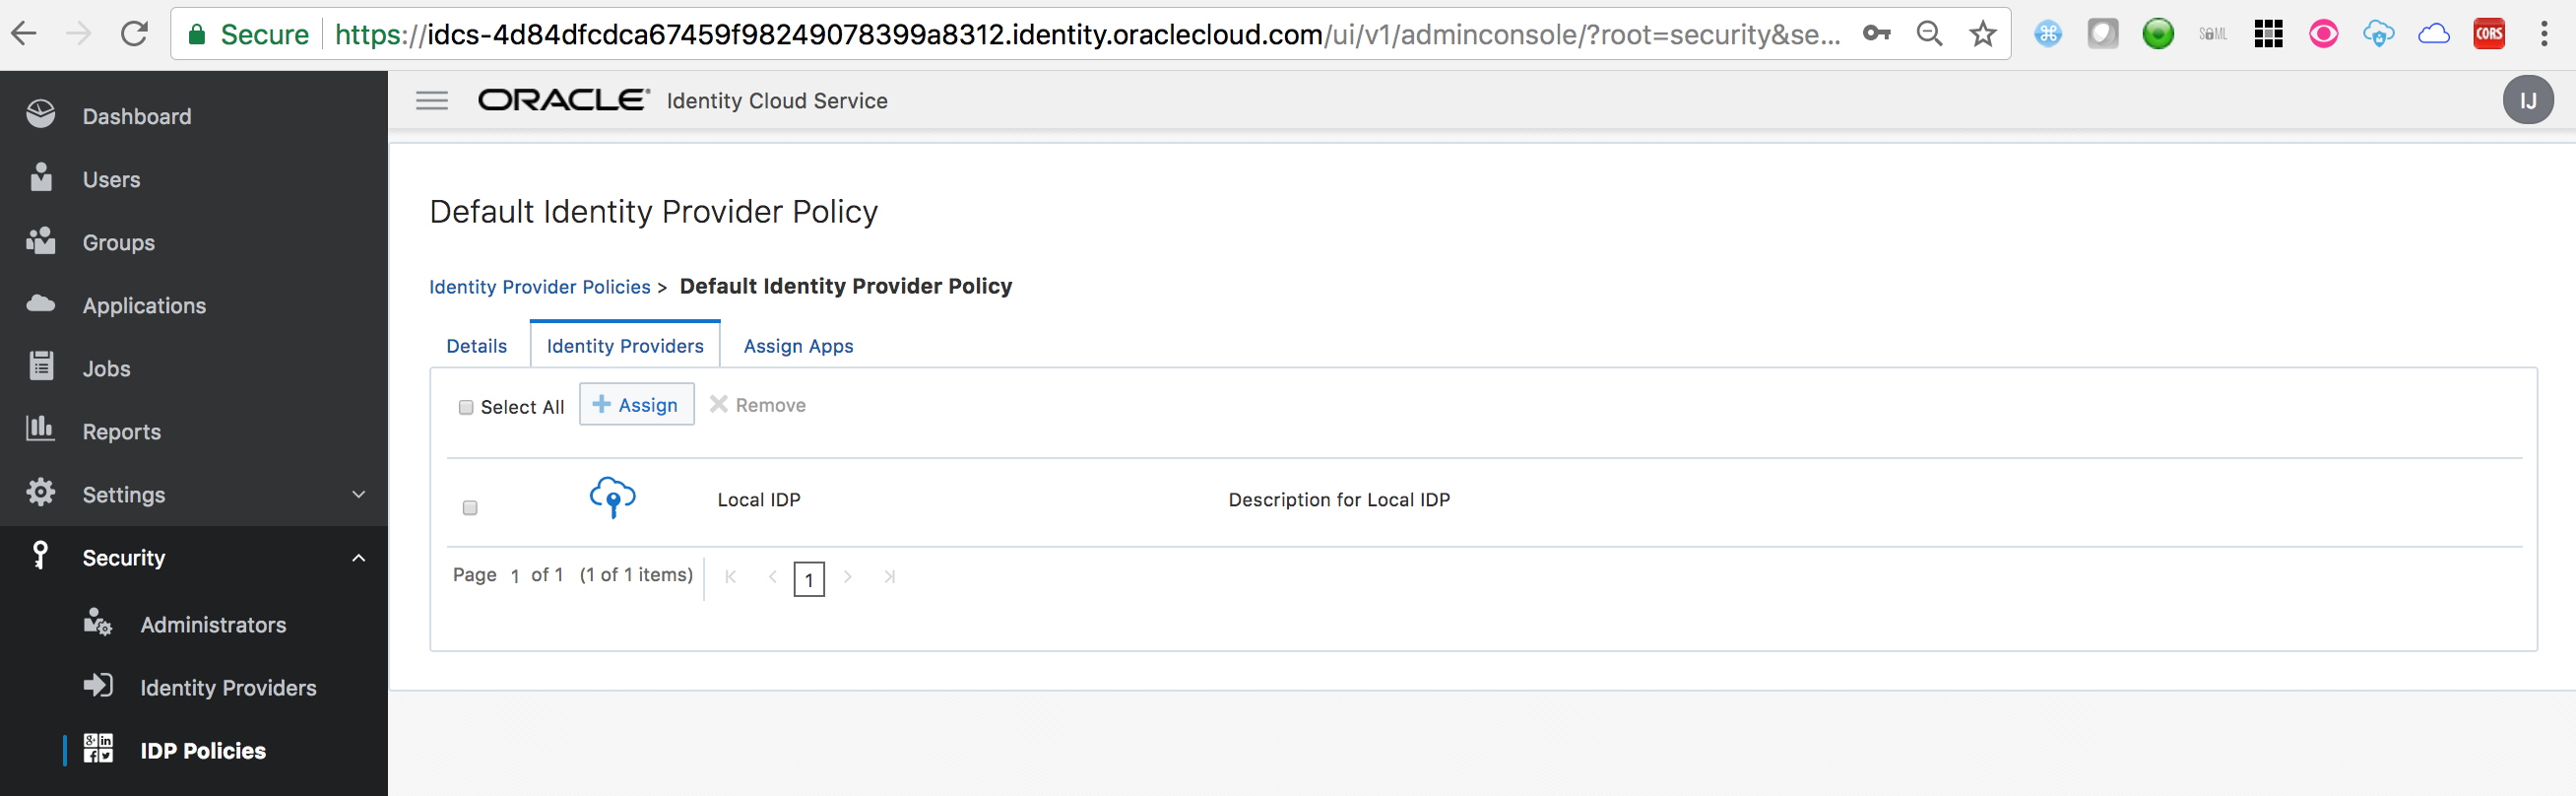 Secure https://idcs-4d84dfcdca67459f98249078399a8312.identity.oraclecloud.com/ui/v1/adminconsole/?root=security&se... SAML CORS
ORACLE Identity Cloud Service IJ
Dashboard
Users
Groups
Applications
Jobs
Reports
Settings
Security
Administrators
Identity Providers
g+ in
f
IDP Policies
Default Identity Provider Policy
Identity Provider Policies > Default Identity Provider Policy
Details Identity Providers Assign Apps
Select All + Assign Remove
Local IDP Description for Local IDP
Page 1 of 1 (1 of 1 items) 1